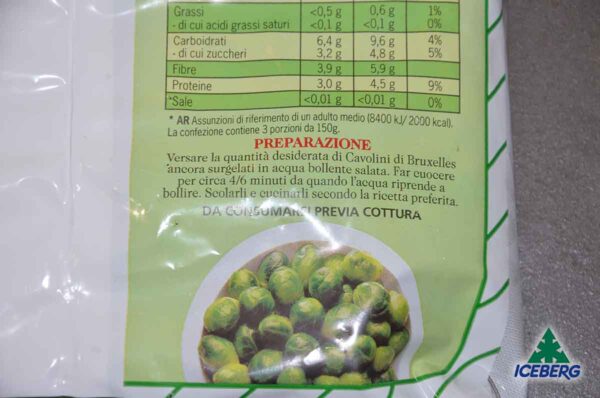 Grassi <0,5 g 0,6 g 1%
- di cui acidi grassi saturi <0,1 g <0,1 g 0%
Carboidrati 6,4 g 9,6 g 4%
- di cui zuccheri 3,2 g 4,8 g 5%
Fibre 3,9 g 5,9 g
Proteine 3,0 g 4,5 g 9%
*Sale <0,01 g <0,01 g 0%
* AR Assunzioni di riferimento di un adulto medio (8400 kJ/ 2000 kcal).
La confezione contiene 3 porzioni da 150g.
PREPARAZIONE
Versare la quantità desiderata di Cavolini di Bruxelles
ancora surgelati in acqua bollente salata. Far cuocere
per circa 4/6 minuti da quando l'acqua riprende a
bollire. Scolarli e cucinarli secondo la ricetta preferita.
DA CONSUMARSI PREVIA COTTURA
ICEBERG